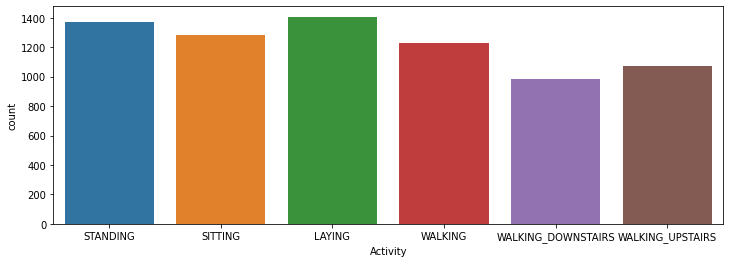 1400
1200
1000
800
600
400
200
0
count
STANDING SITTING LAYING WALKING WALKING_DOWNSTAIRS WALKING_UPSTAIRS
Activity